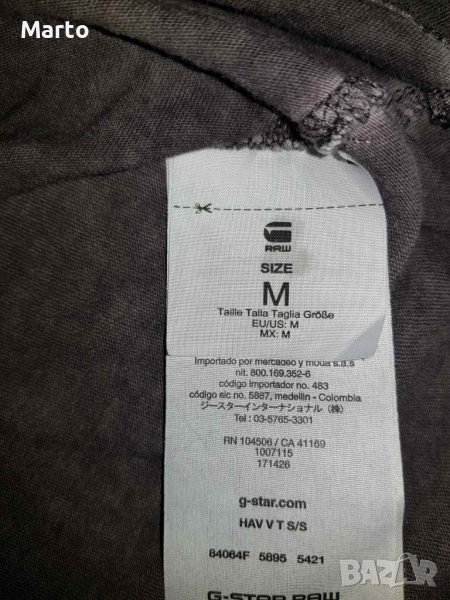 Marto
RAW
SIZE
M
Taille Talla Taglia Größe
EU/US: M
MX: M
Importado por mercadeo y moda s.a.s
nit. 800.169.352-6
código importador no. 483
código sic no. 5887, medellin - Colombia
ジースターインターナショナル(株)
Tel : 03-5765-3301
RN 104506 / CA 41169
1007115
171426
g-star.com
HAV V T S/S
84064F 5895 5421
G-STAR RAW
BAZAR